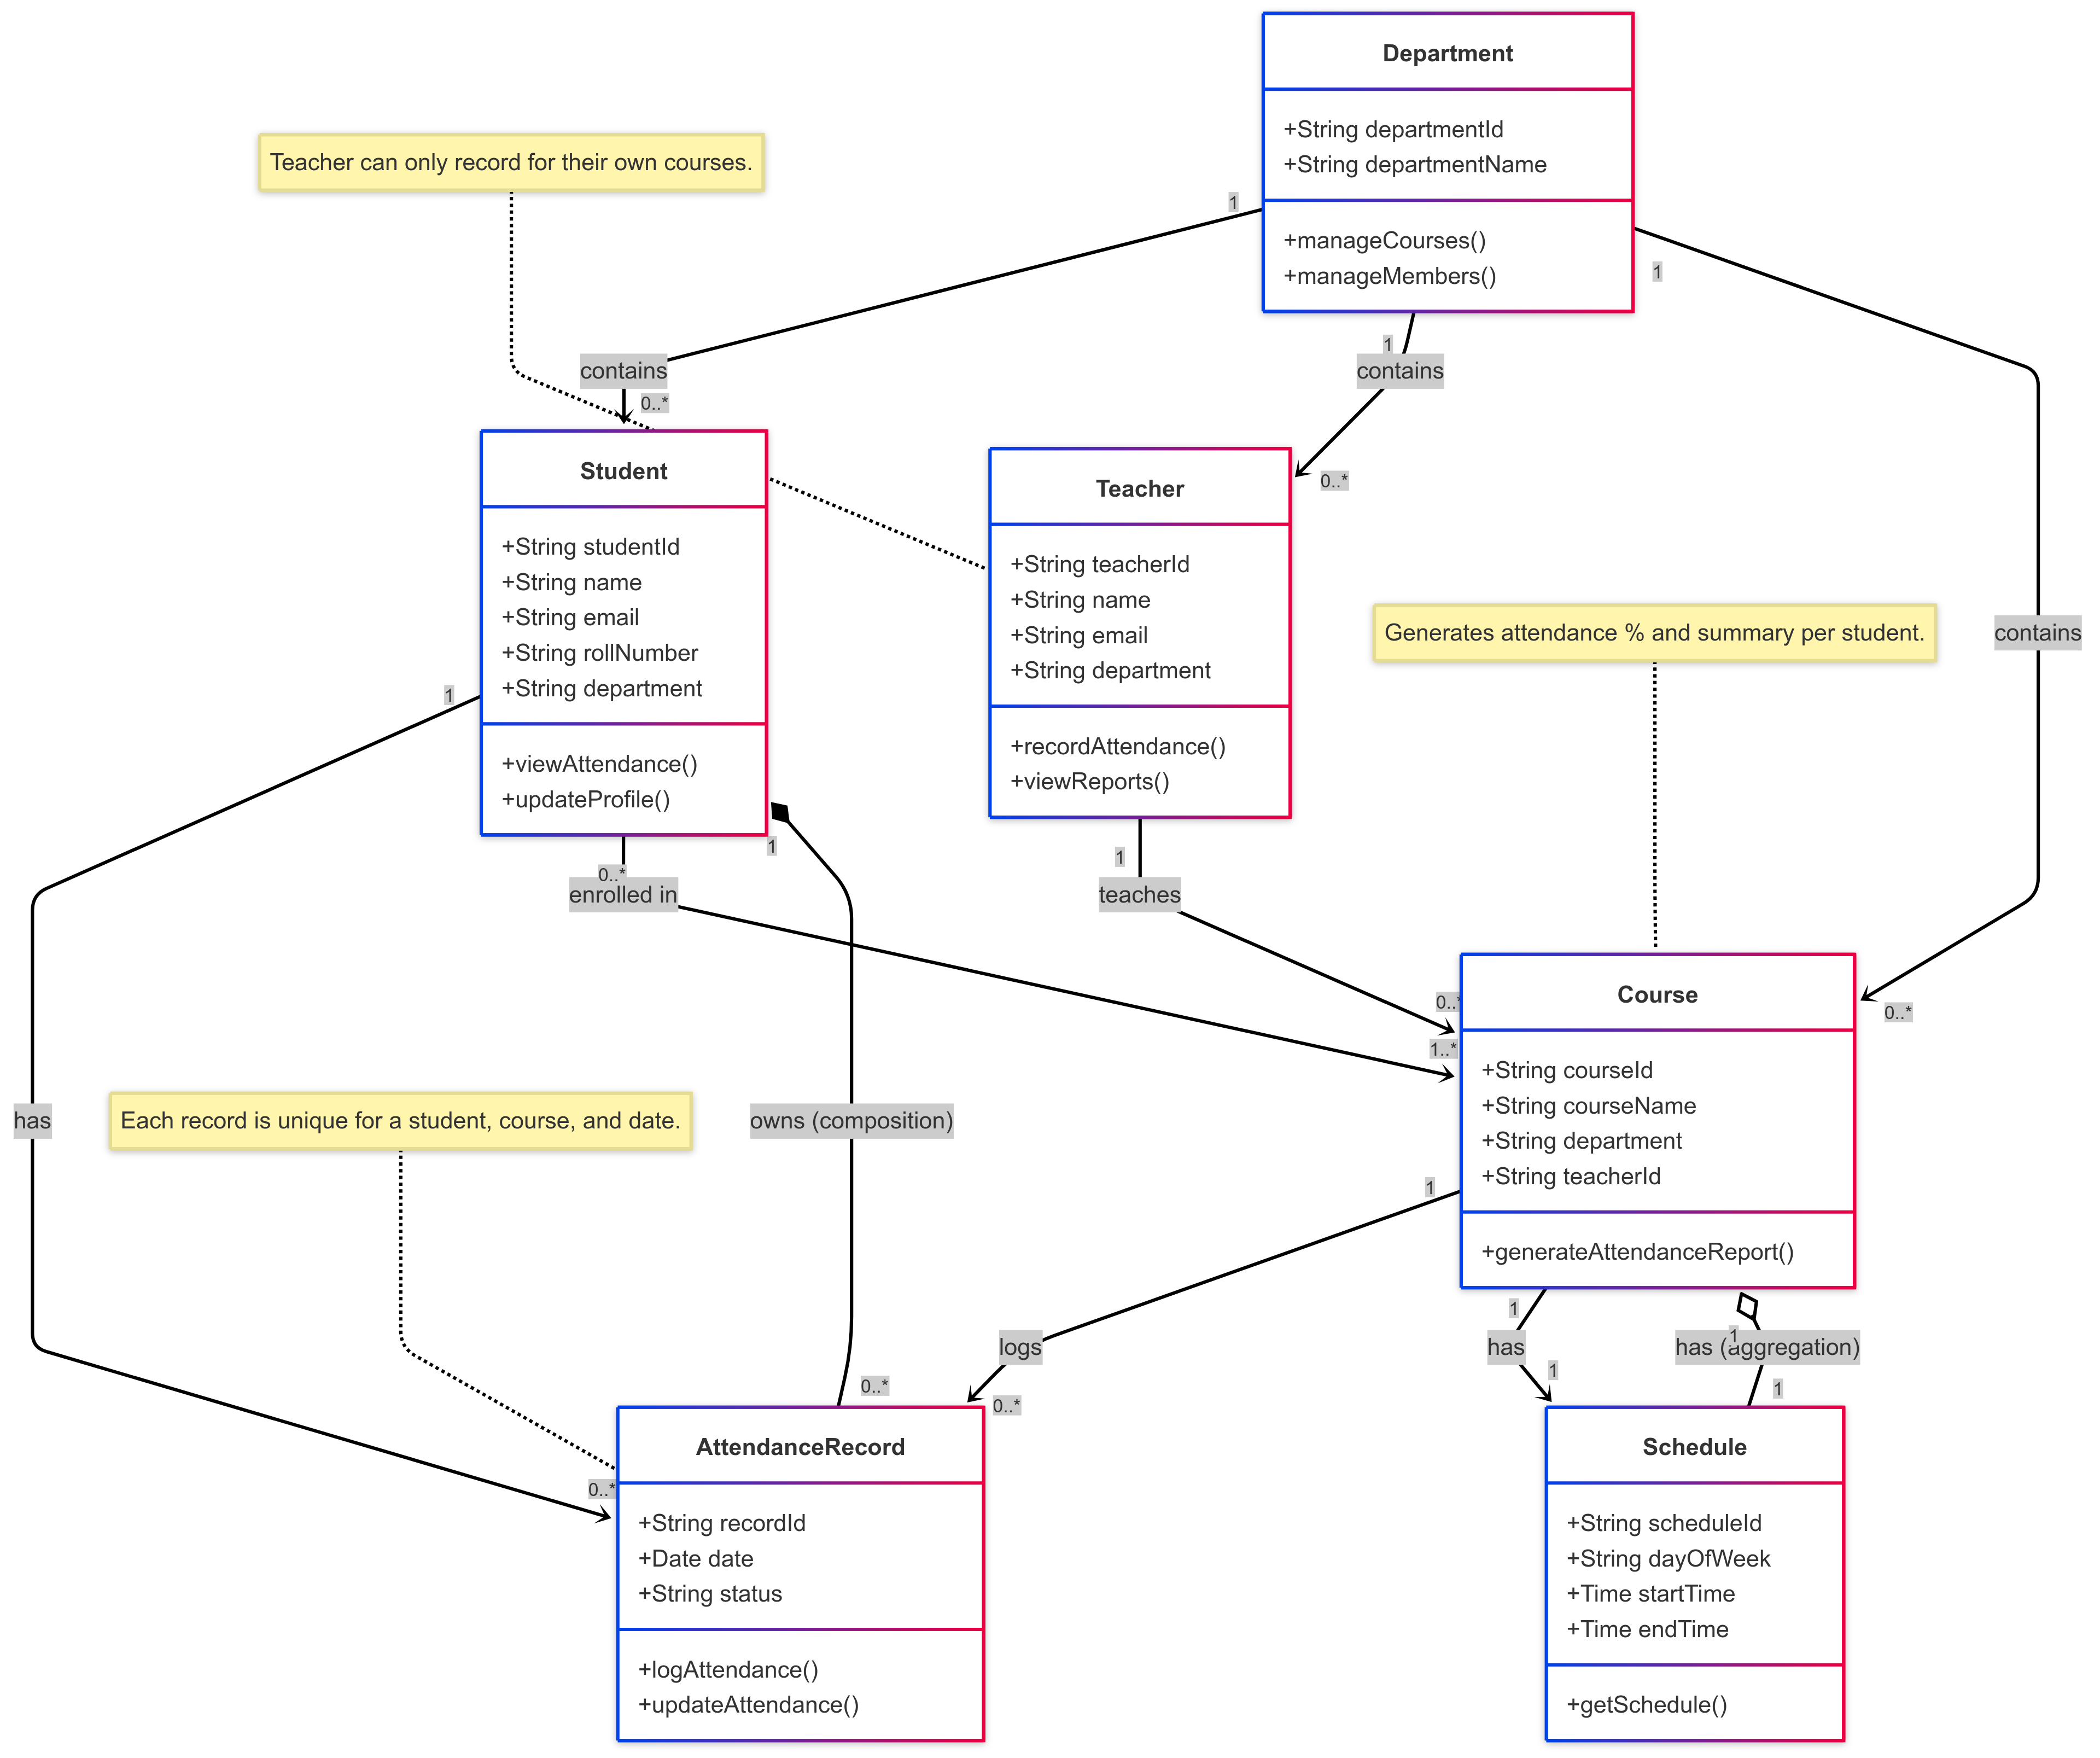 Department
+String departmentId
+String departmentName
+manageCourses()
+manageMembers()
Teacher can only record for their own courses.
1
1
1
contains
contains
0..*
0..*
contains
0..*
Student
+String studentId
+String name
+String email
+String rollNumber
+String department
+viewAttendance()
+updateProfile()
Teacher
+String teacherId
+String name
+String email
+String department
+recordAttendance()
+viewReports()
Generates attendance % and summary per student.
1
1
0..*
enrolled in
1
teaches
0..*
1..*
Course
+String courseId
+String courseName
+String department
+String teacherId
+generateAttendanceReport()
has
Each record is unique for a student, course, and date.
owns (composition)
1
logs
0..*
0..*
0..*
1
has
1
1
has (aggregation)
1
AttendanceRecord
+String recordId
+Date date
+String status
+logAttendance()
+updateAttendance()
Schedule
+String scheduleId
+String dayOfWeek
+Time startTime
+Time endTime
+getSchedule()